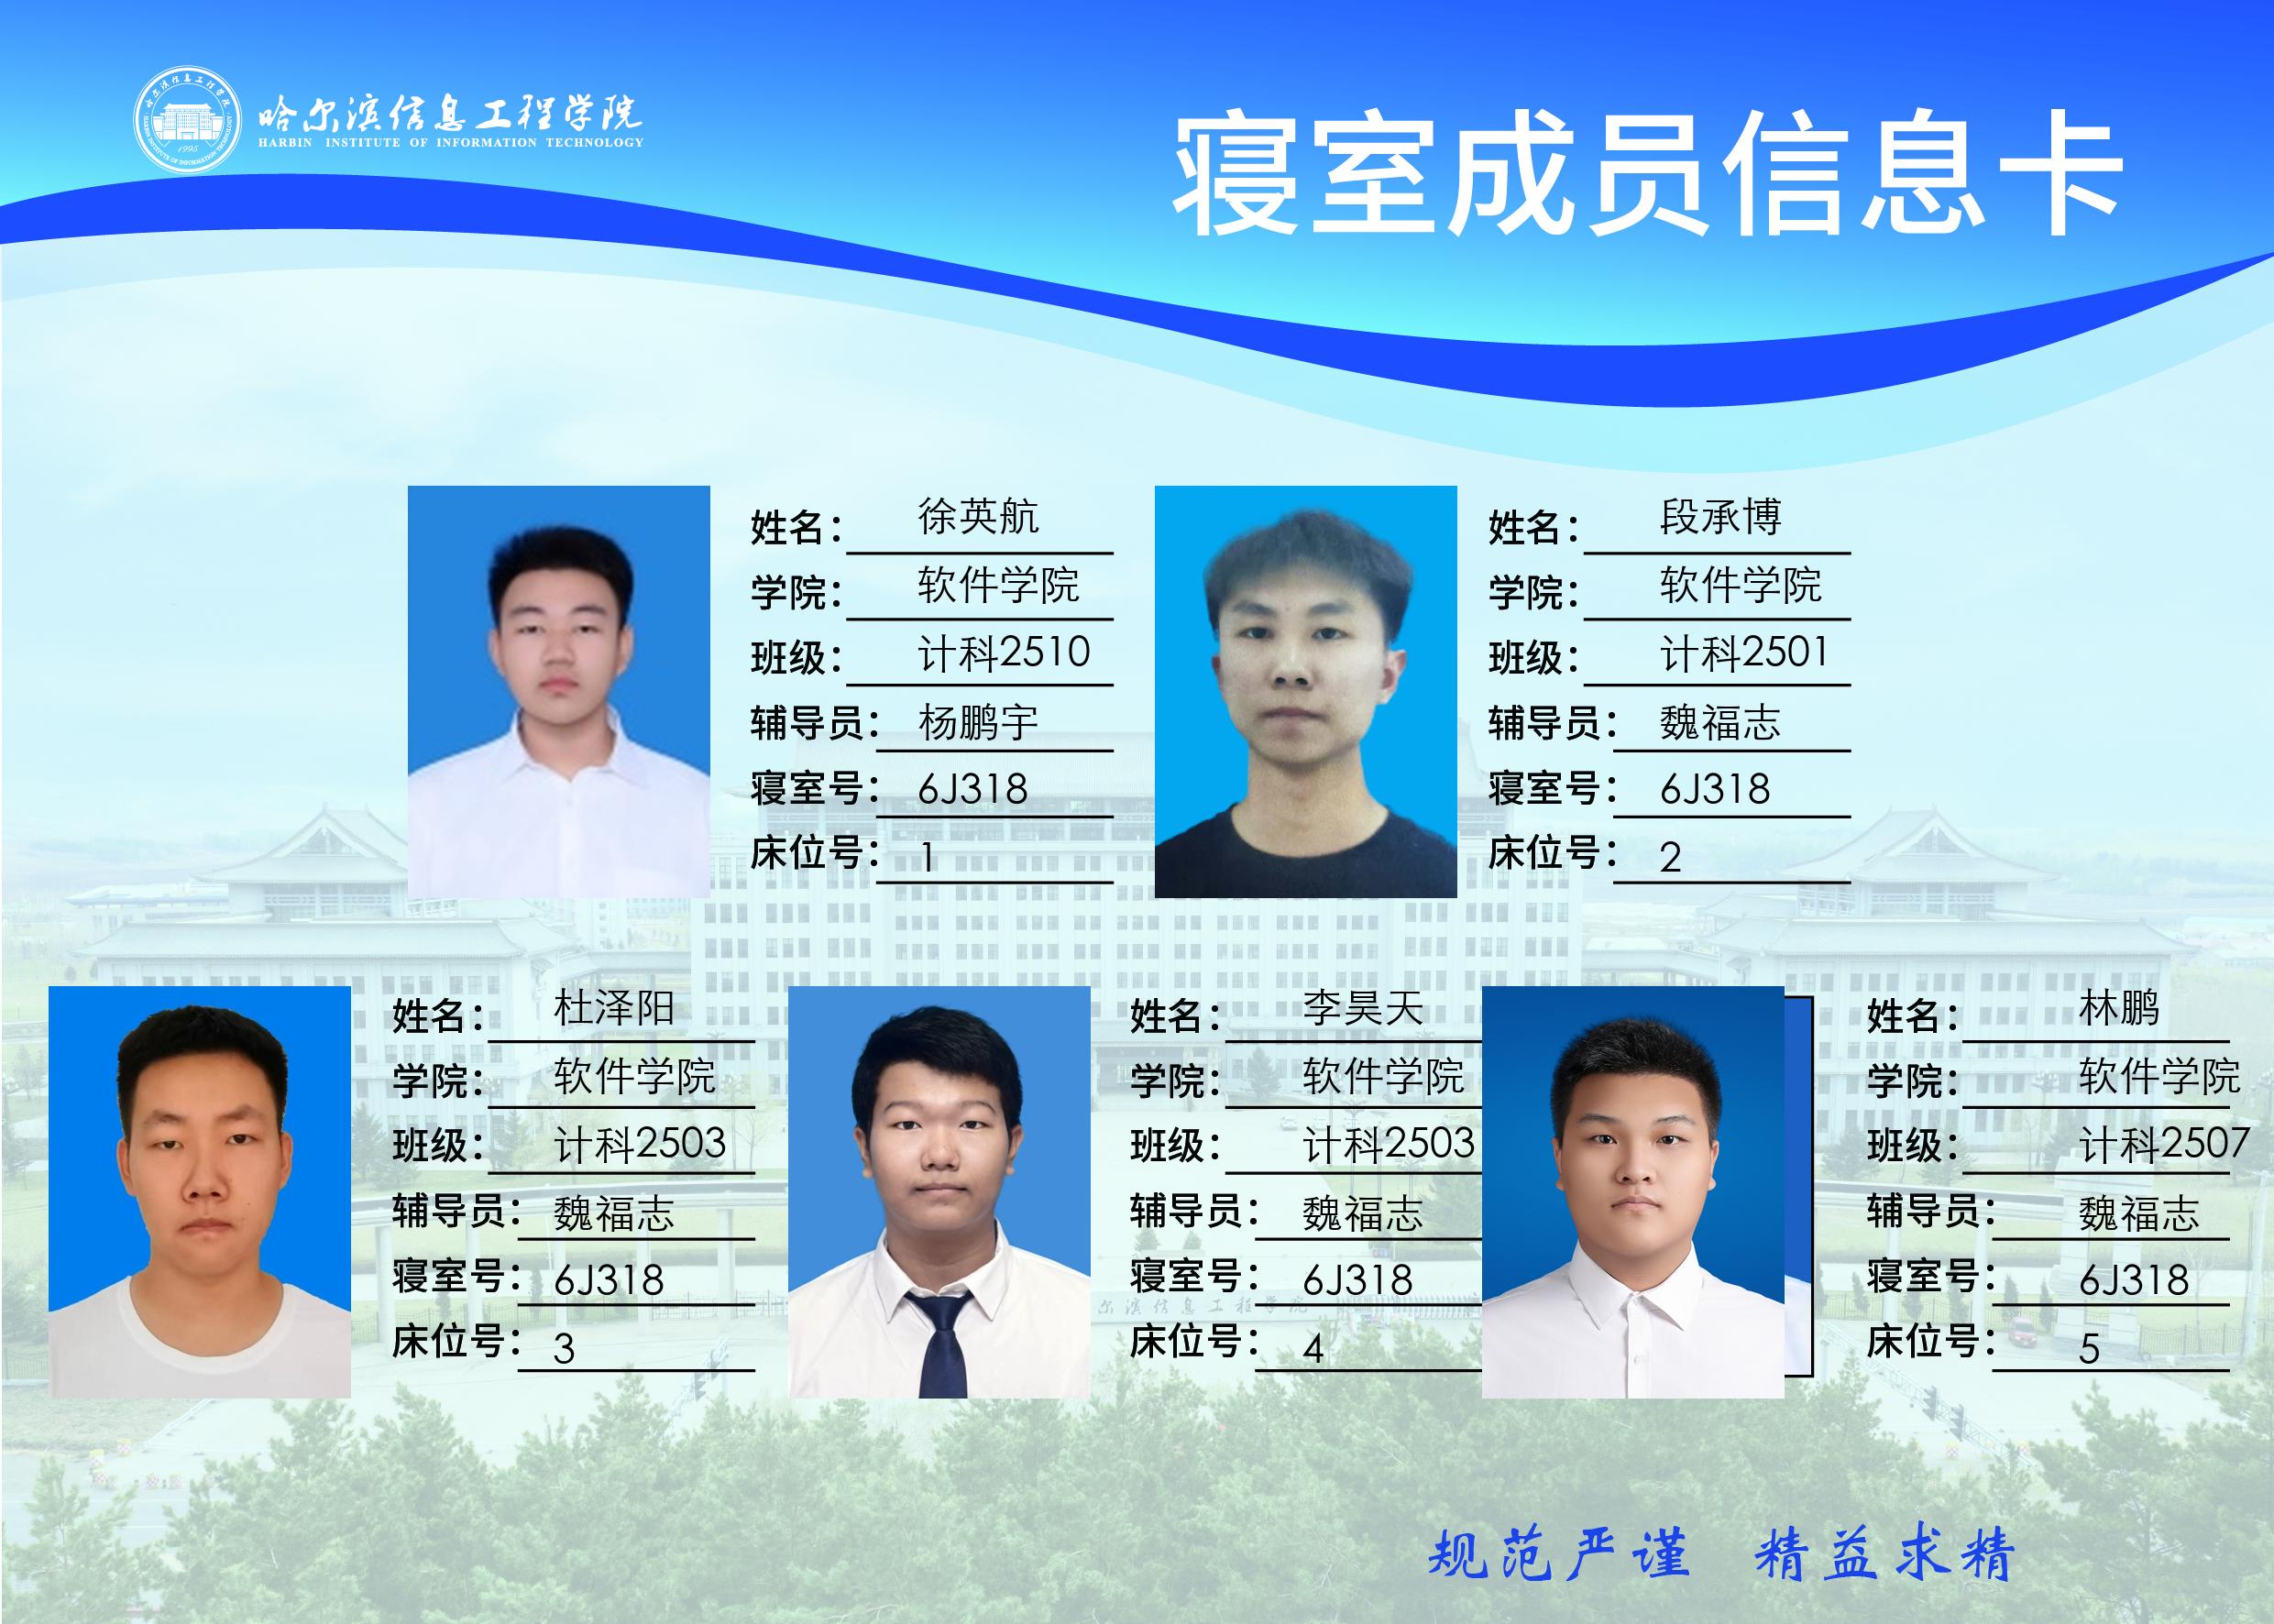 哈尔滨信息工程学院
HARBIN INSTITUTE OF INFORMATION TECHNOLOGY
1995
寝室成员信息卡
姓名：徐英航
学院：软件学院
班级：计科2510
辅导员：杨鹏宇
寝室号：6J318
床位号：1
姓名：段承博
学院：软件学院
班级：计科2501
辅导员：魏福志
寝室号：6J318
床位号：2
姓名：杜泽阳
学院：软件学院
班级：计科2503
辅导员：魏福志
寝室号：6J318
床位号：3
姓名：李昊天
学院：软件学院
班级：计科2503
辅导员：魏福志
寝室号：6J318
床位号：4
姓名：林鹏
学院：软件学院
班级：计科2507
辅导员：魏福志
寝室号：6J318
床位号：5
尔滨信息工程学院
规范严谨 精益求精